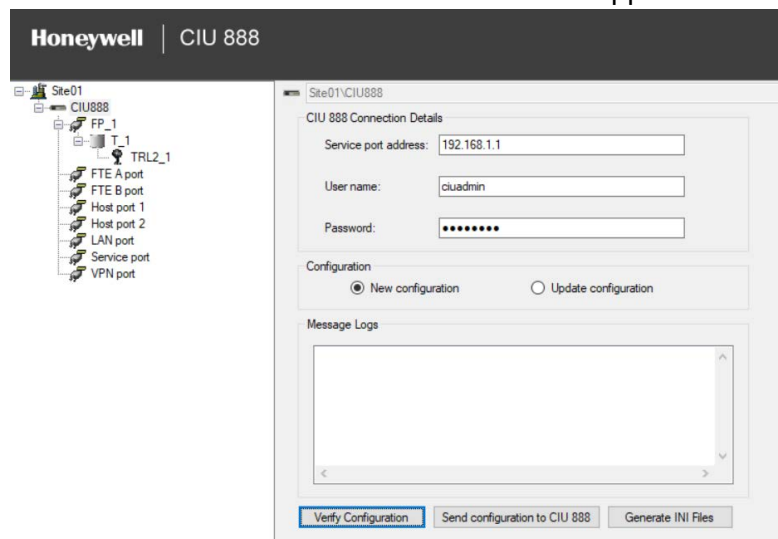 Honeywell CIU 888
Site01
CIU888
FP_1
T_1
TRL2_1
FTE A port
FTE B port
Host port 1
Host port 2
LAN port
Service port
VPN port
Site01\CIU888
CIU 888 Connection Details
Service port address: 192.168.1.1
User name: ciuadmin
Password: ●●●●●●●●
Configuration
New configuration Update configuration
Message Logs
Verify Configuration Send configuration to CIU 888 Generate INI Files